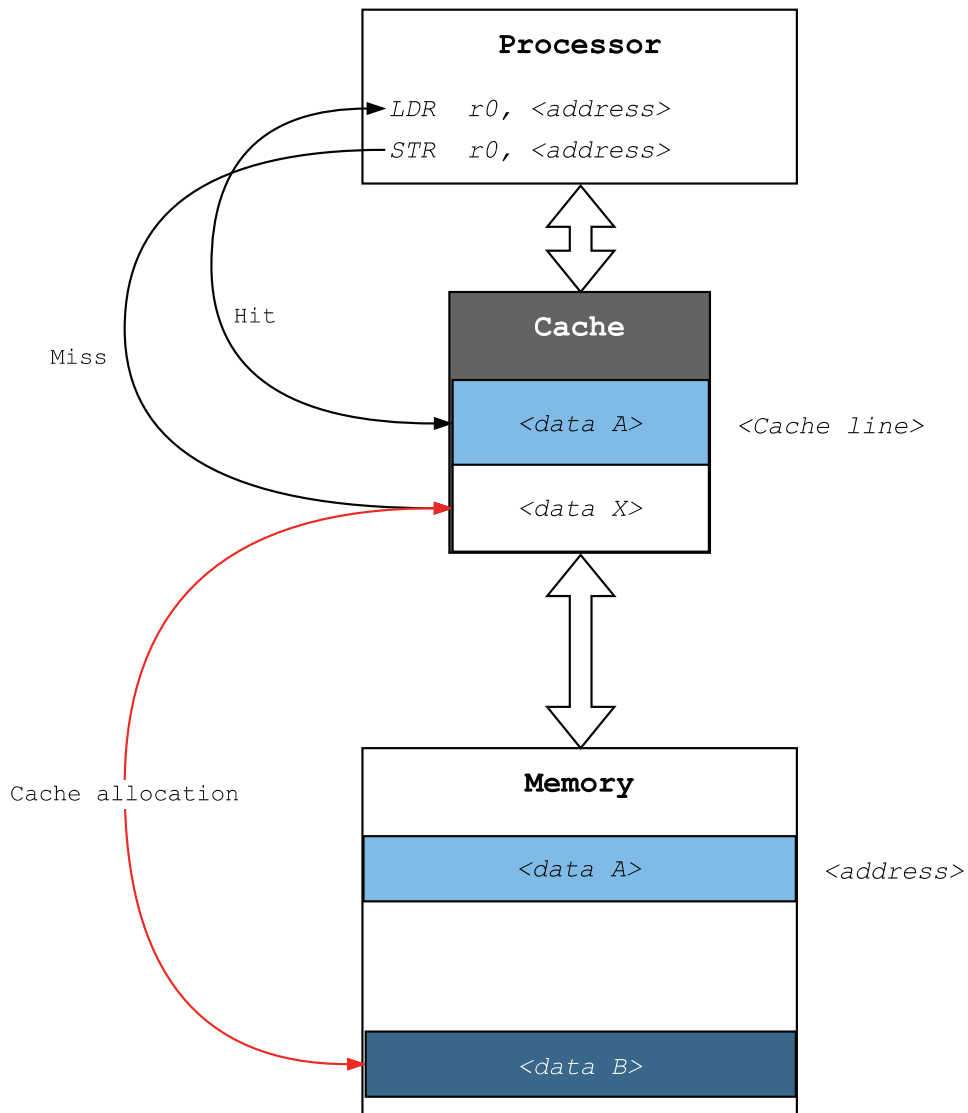 Processor
LDR r0, <address>
STR r0, <address>
Hit
Miss
Cache
<data A>
<Cache line>
<data X>
Memory
Cache allocation
<data A>
<address>
<data B>